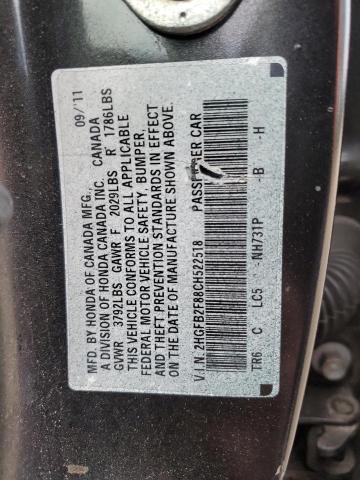 MFD. BY HONDA OF CANADA MFG., 09/'11
A DIVISION OF HONDA CANADA INC. CANADA
GVWR 3792LBS GAWR F 2029LBS R 1786LBS
THIS VEHICLE CONFORMS TO ALL APPLICABLE
FEDERAL MOTOR VEHICLE SAFETY, BUMPER,
AND THEFT PREVENTION STANDARDS IN EFFECT
ON THE DATE OF MANUFACTURE SHOWN ABOVE.
V.I.N. 2HGFB2F88CH522518 PASSENGER CAR
TR6 C LC5 NH731P -B -H